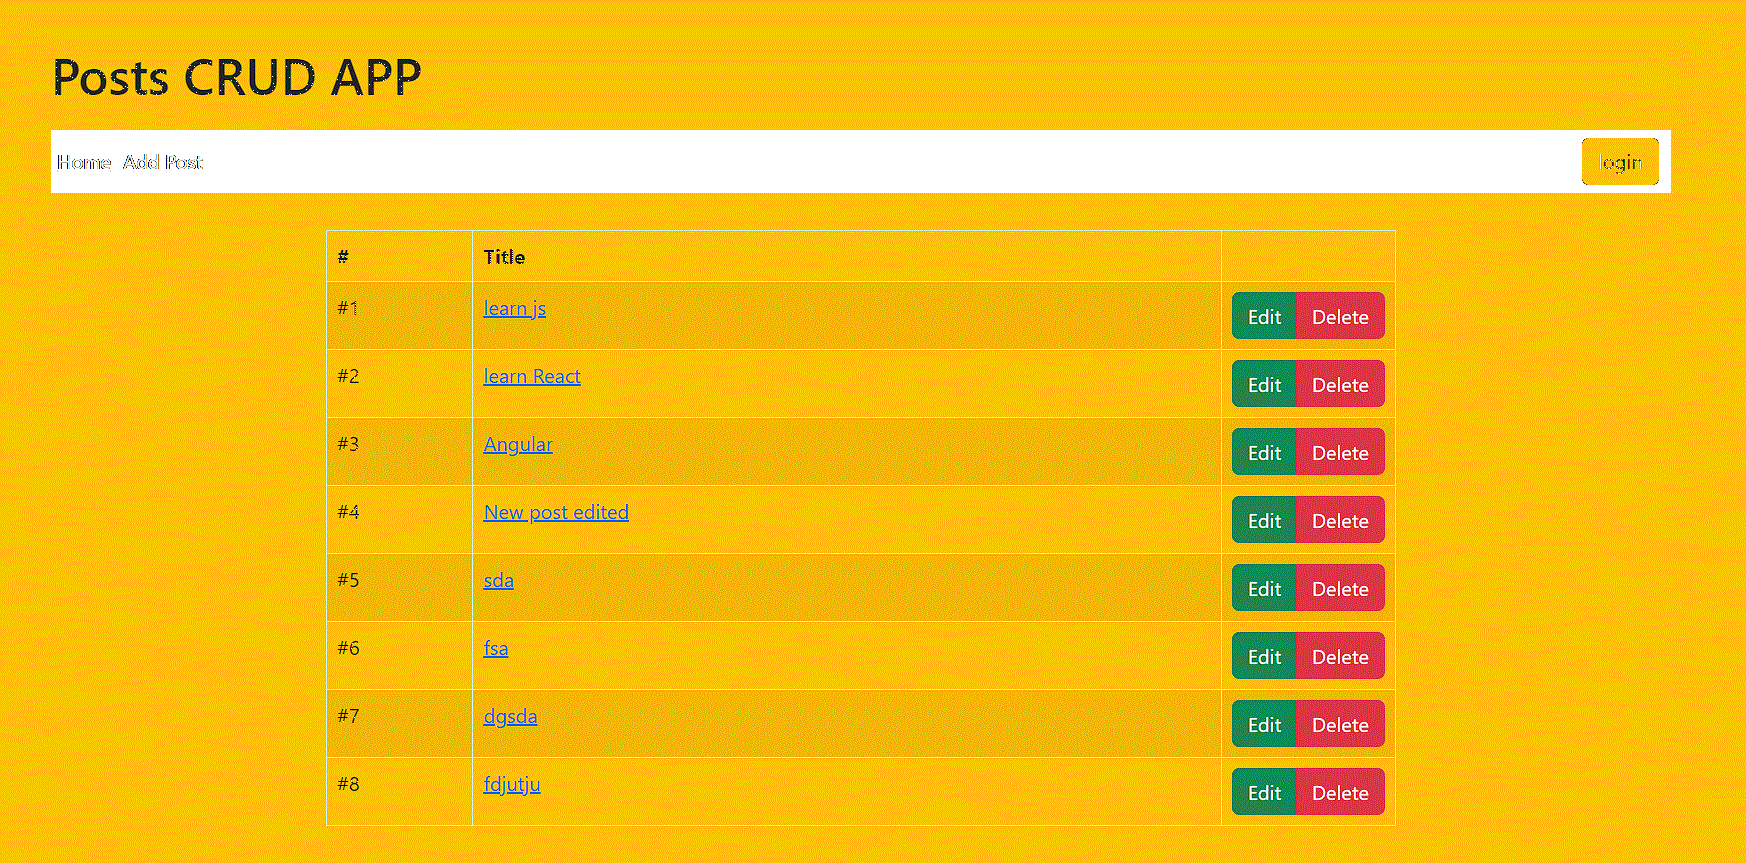 Posts CRUD APP
Home Add Post login
# Title
#1 learn js Edit Delete
#2 learn React Edit Delete
#3 Angular Edit Delete
#4 New post edited Edit Delete
#5 sda Edit Delete
#6 fsa Edit Delete
#7 dgsda Edit Delete
#8 fdjutju Edit Delete